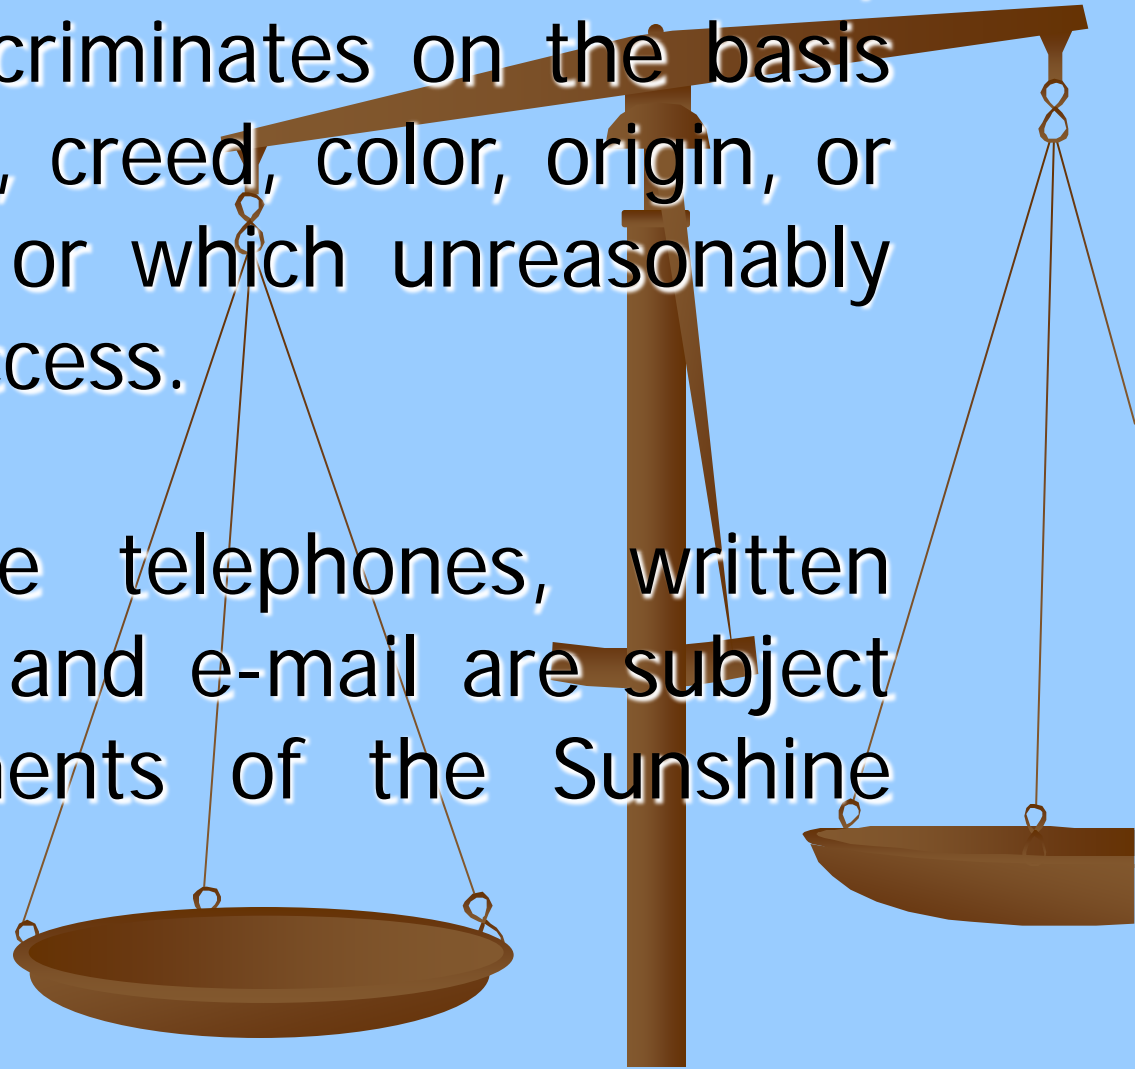 criminates on the basis
, creed, color, origin, or
or which unreasonably
ccess.
e telephones, written
and e-mail are subject
ents of the Sunshine